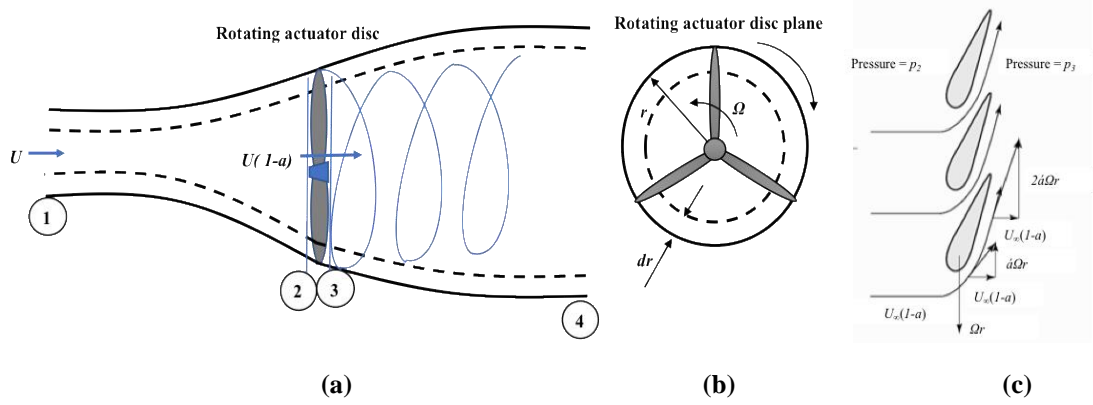 Rotating actuator disc
U
U( 1-a)
1
2
3
4
(a)
Rotating actuator disc plane
r
Ω
dr
(b)
Pressure = p2
Pressure = p3
2áΩr
U∞(1-a)
áΩr
U∞(1-a)
U∞(1-a)
Ωr
(c)